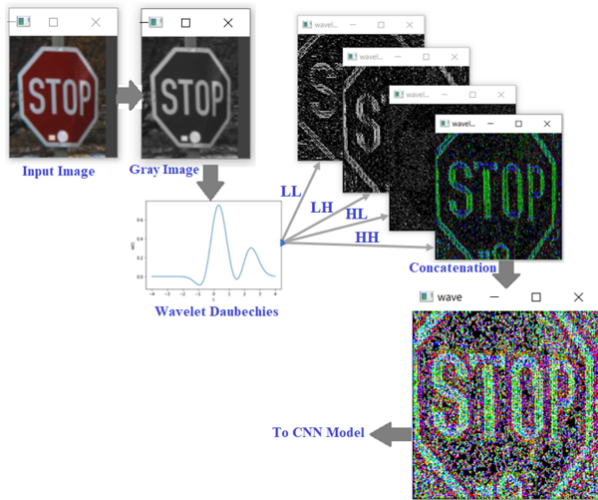 STOP
STOP
Input Image
Gray Image
wavel...
wavel...
wavel...
wavel...
S
S
STOP
LL
LH
HL
HH
Wavelet Daubechies
Concatenation
wave
STOP
To CNN Model